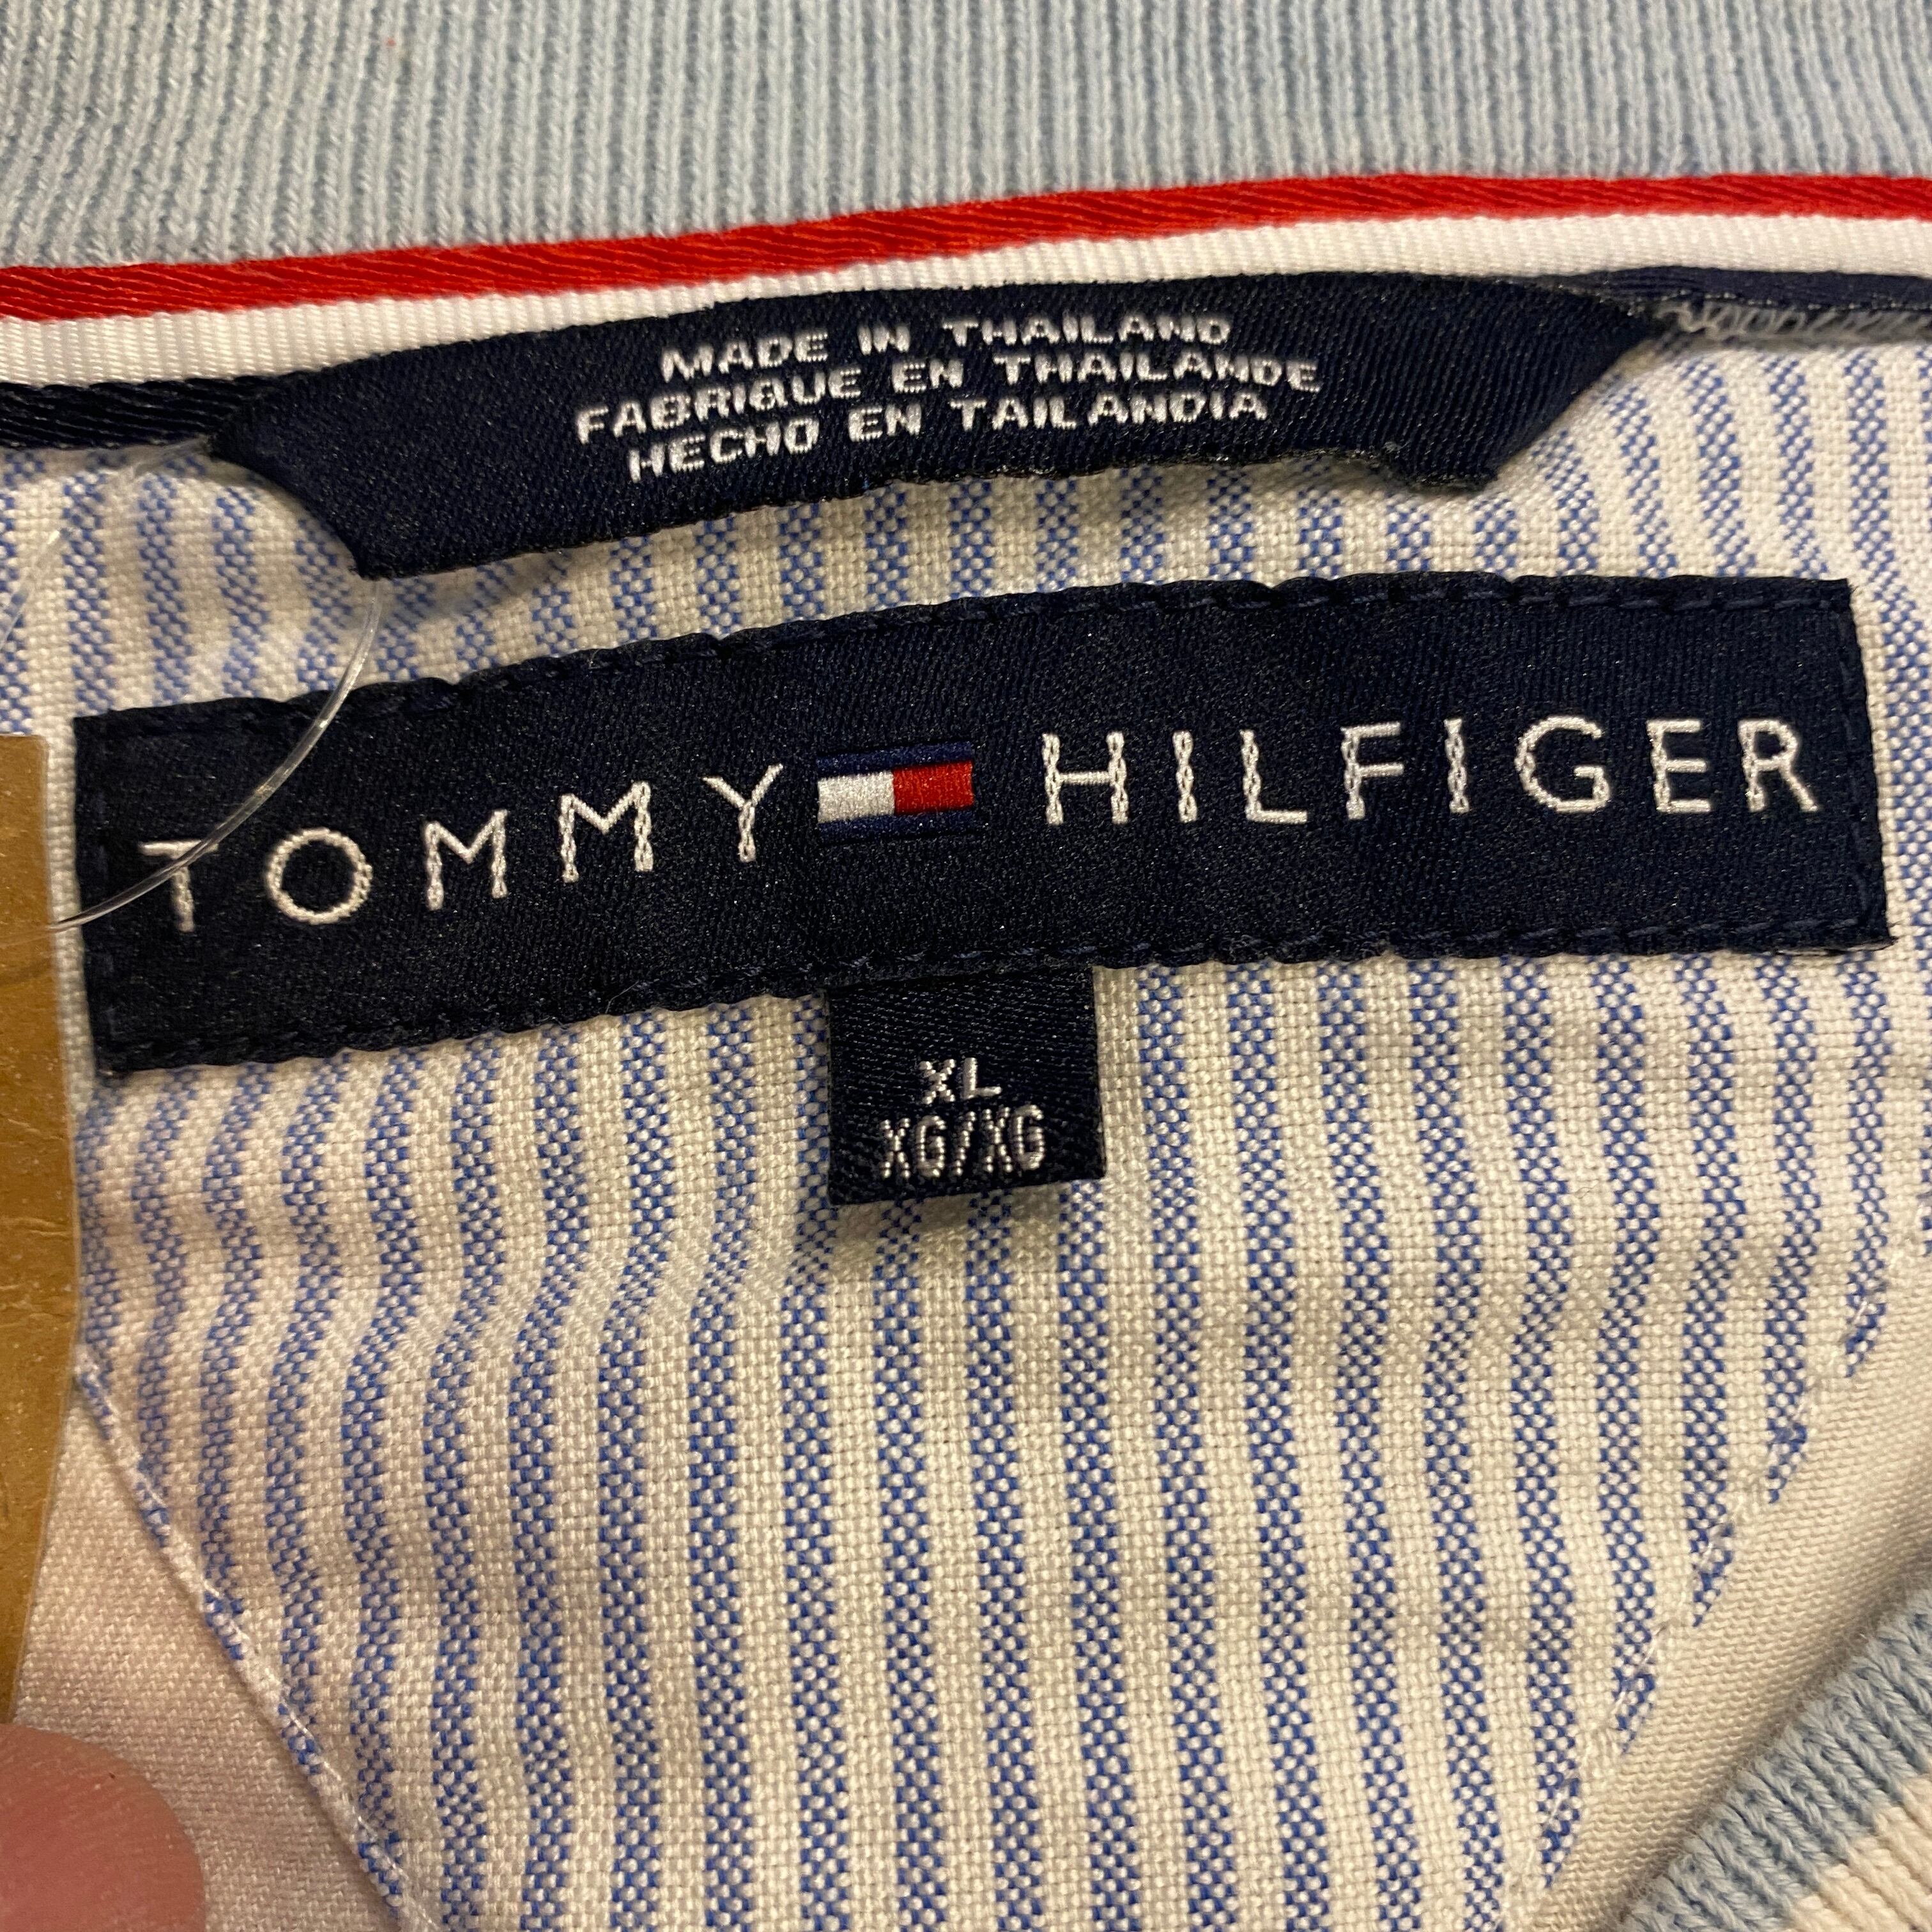 MADE IN THAILAND
FABRIQUE EN THAILANDE
HECHO EN TAILANDIA
TOMMY HILFIGER
XL
XG/XG